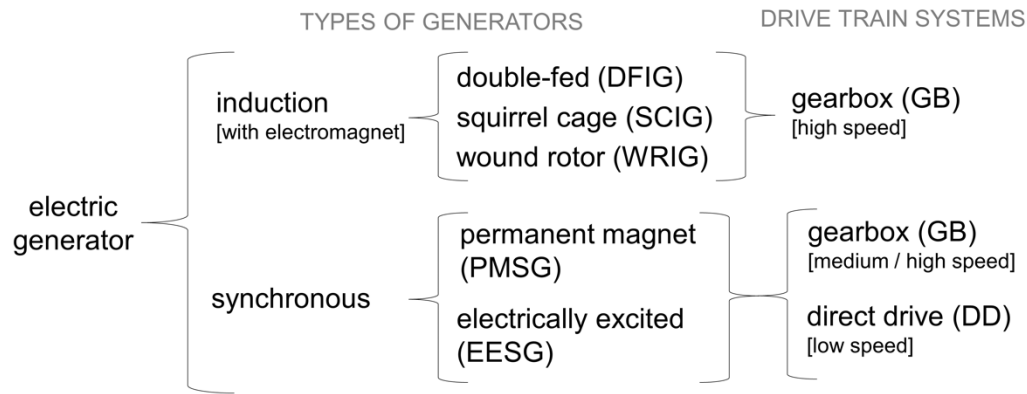 TYPES OF GENERATORS
DRIVE TRAIN SYSTEMS
electric
generator
induction
[with electromagnet]
double-fed (DFIG)
squirrel cage (SCIG)
wound rotor (WRIG)
gearbox (GB)
[high speed]
synchronous
permanent magnet
(PMSG)
electrically excited
(EESG)
gearbox (GB)
[medium / high speed]
direct drive (DD)
[low speed]